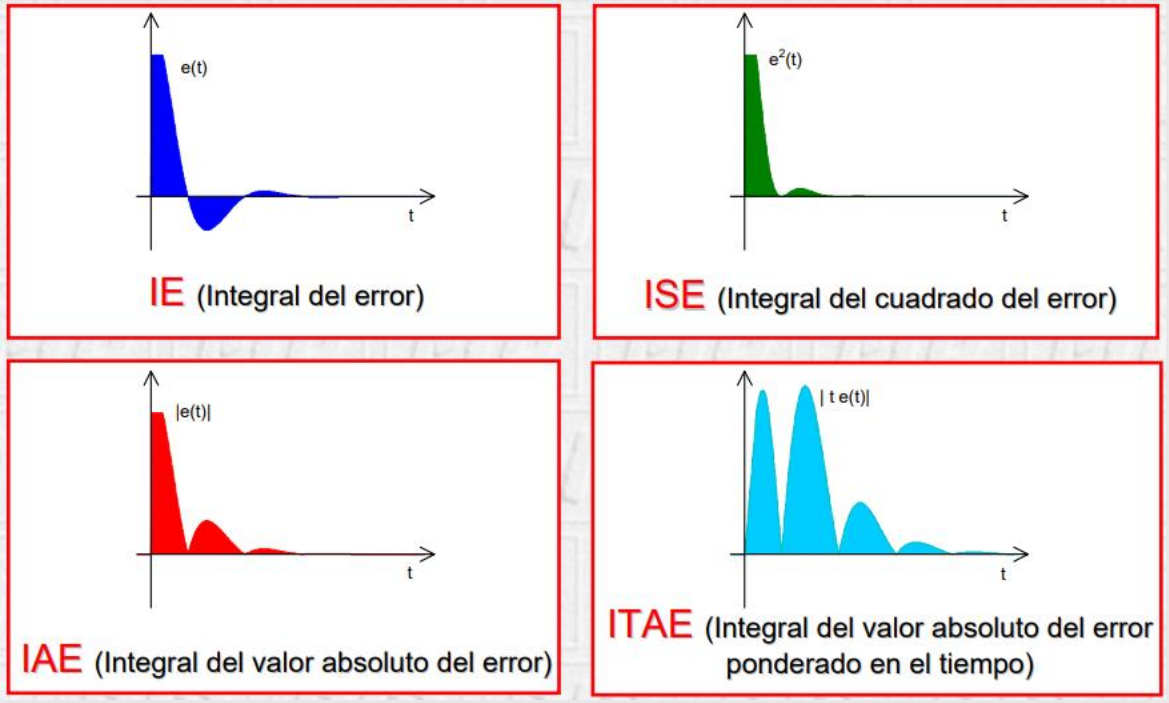 e(t)
t
IE (Integral del error)
e²(t)
t
ISE (Integral del cuadrado del error)
|e(t)|
t
IAE (Integral del valor absoluto del error)
| t e(t)|
t
ITAE (Integral del valor absoluto del error
ponderado en el tiempo)